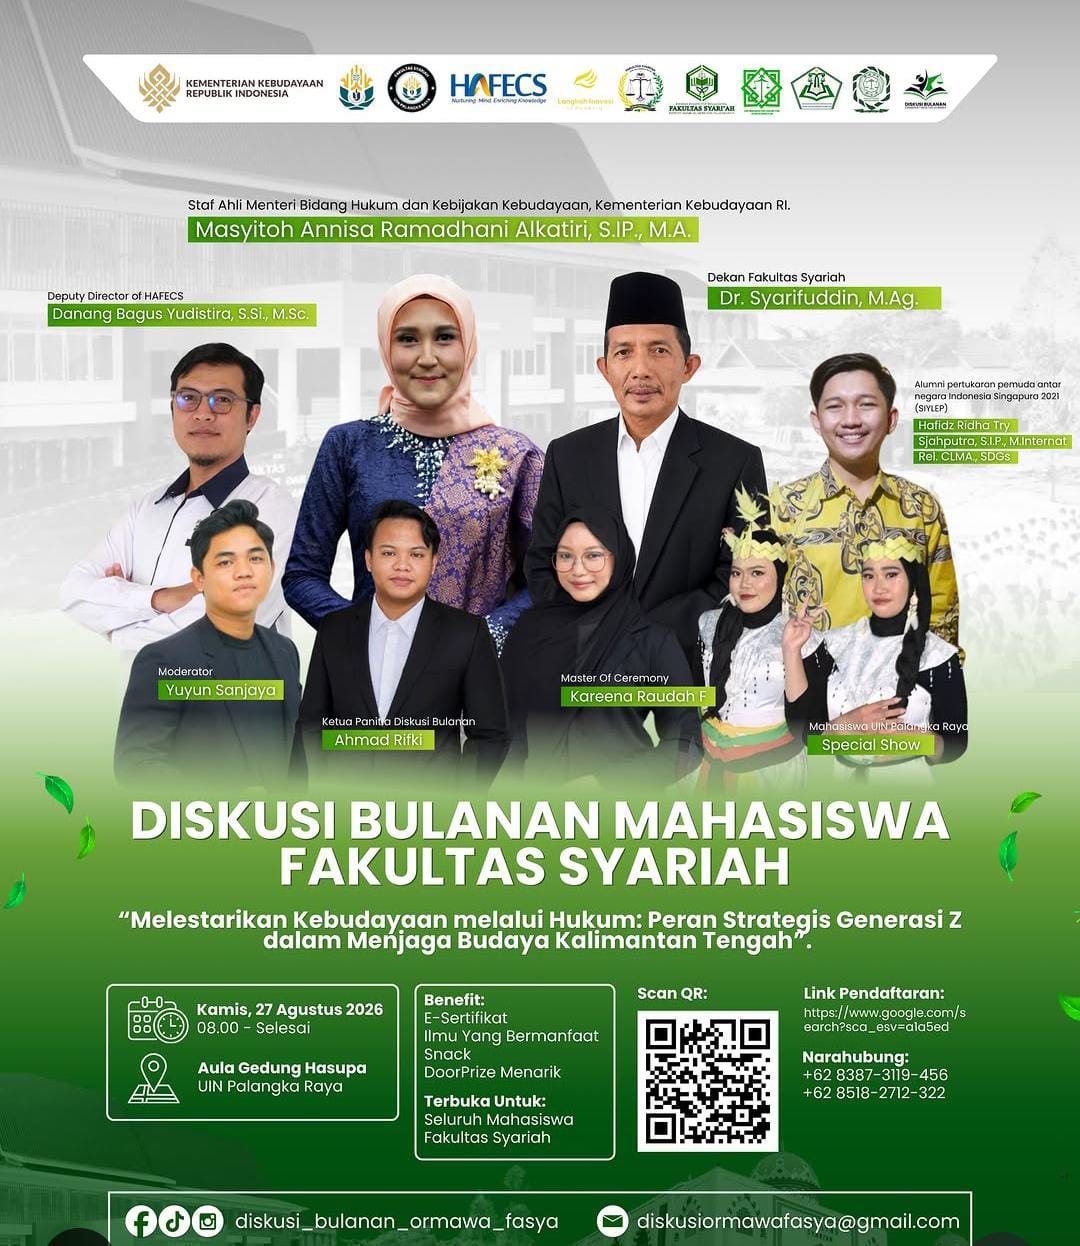 KEMENTERIAN KEBUDAYAAN
REPUBLIK INDONESIA
FAKULTAS SYARIAH
UIN PALANGKA RAYA
HAFECS
Nurturing Mind, Enriching Knowledge
Langkah Inovasi
FAKULTAS SYARI'AH
DISKUSI BULANAN
Staf Ahli Menteri Bidang Hukum dan Kebijakan Kebudayaan, Kementerian Kebudayaan RI.
Masyitoh Annisa Ramadhani Alkatiri, S.IP., M.A.
Deputy Director of HAFECS
Danang Bagus Yudistira, S.Si., M.Sc.
Dekan Fakultas Syariah
Dr. Syarifuddin, M.Ag.
Alumni pertukaran pemuda antar
negara Indonesia Singapura 2021
(SIYLEP)
Hafidz Ridha Try
Sjahputra, S.I.P., M.Internat
Rel. CLMA., SDGs
Moderator
Yuyun Sanjaya
Ketua Panitia Diskusi Bulanan
Ahmad Rifki
Master Of Ceremony
Kareena Raudah F
Mahasiswa UIN Palangka Raya
Special Show
DISKUSI BULANAN MAHASISWA
FAKULTAS SYARIAH
“Melestarikan Kebudayaan melalui Hukum: Peran Strategis Generasi Z
dalam Menjaga Budaya Kalimantan Tengah”.
Kamis, 27 Agustus 2026
08.00 - Selesai
Aula Gedung Hasupa
UIN Palangka Raya
Benefit:
E-Sertifikat
Ilmu Yang Bermanfaat
Snack
DoorPrize Menarik
Terbuka Untuk:
Seluruh Mahasiswa
Fakultas Syariah
Scan QR:
Link Pendaftaran:
https://www.google.com/s
earch?sca_esv=a1a5ed
Narahubung:
+62 8387-3119-456
+62 8518-2712-322
diskusi_bulanan_ormawa_fasya
diskusiormawafasya@gmail.com